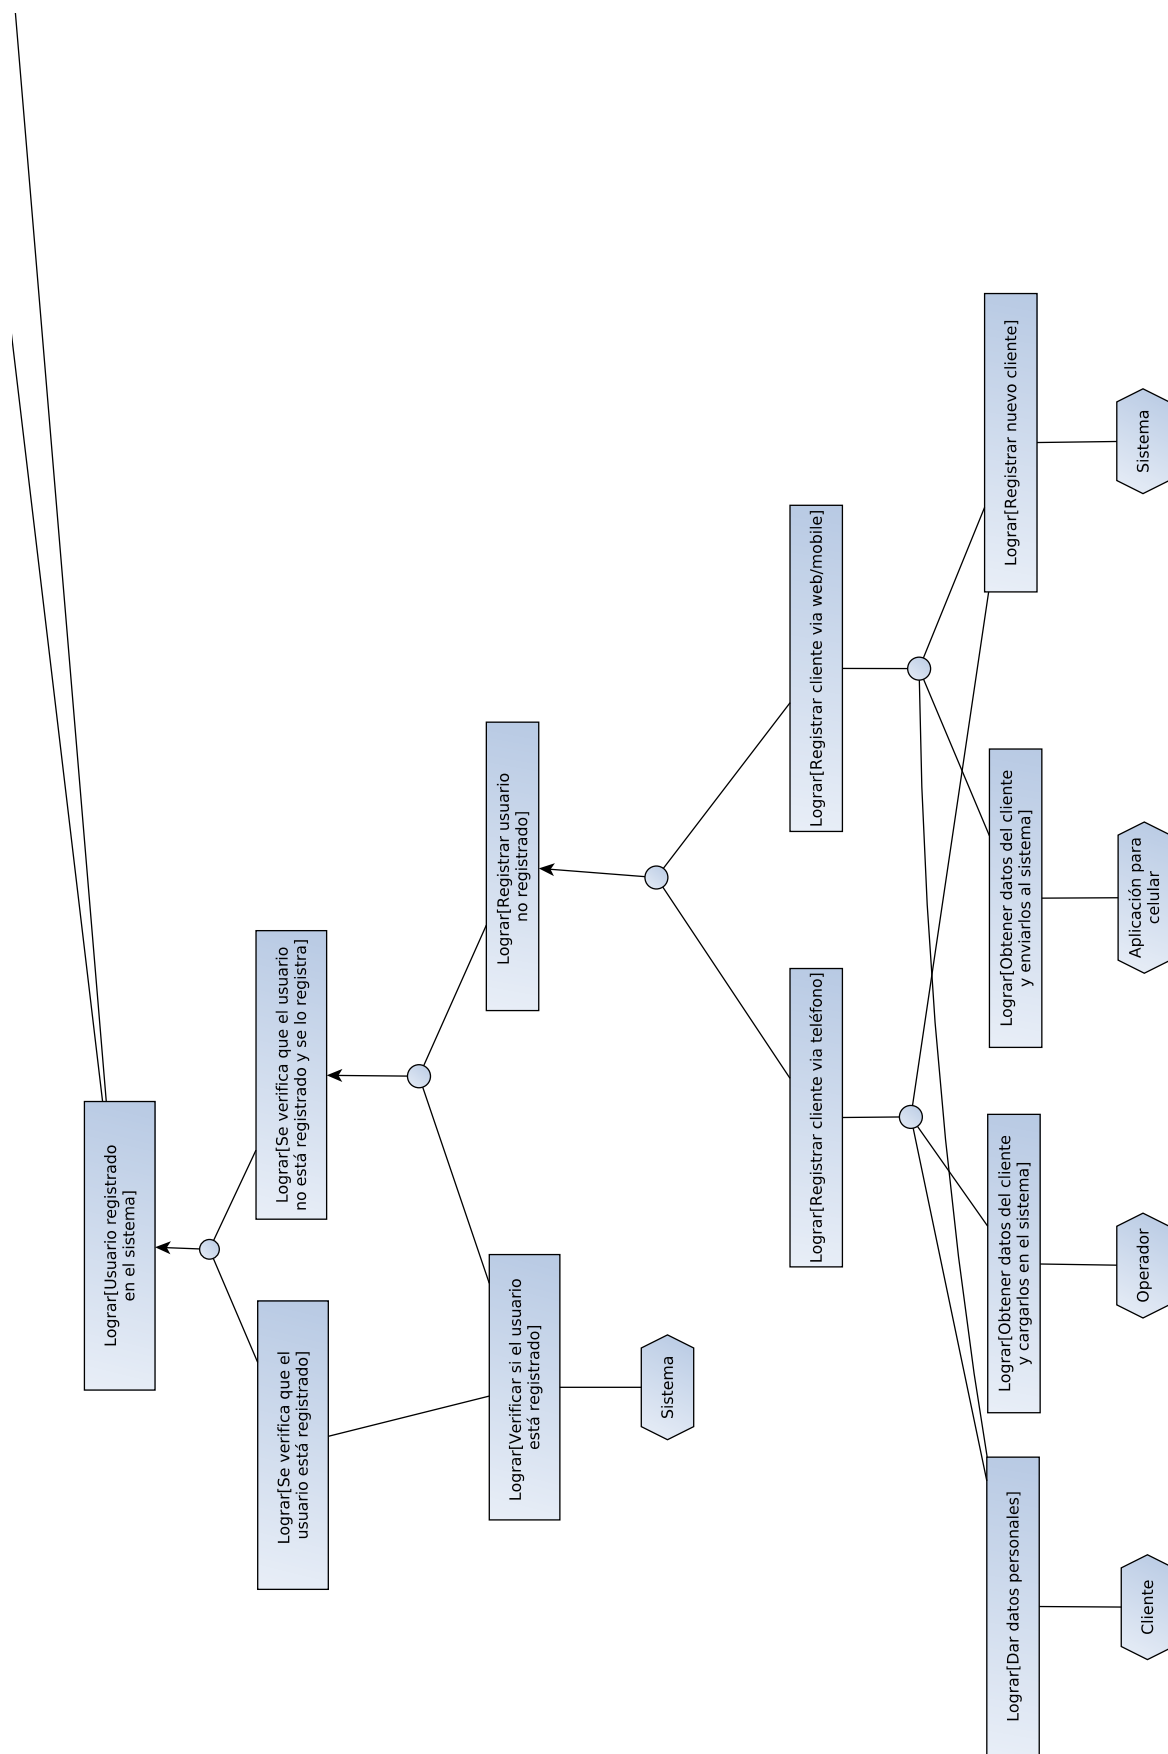 Lograr[Usuario registrado
en el sistema]
Lograr[Se verifica que el
usuario está registrado]
Lograr[Se verifica que el usuario
no está registrado y se lo registra]
Lograr[Verificar si el usuario
está registrado]
Lograr[Registrar usuario
no registrado]
Sistema
Lograr[Registrar cliente via teléfono]
Lograr[Registrar cliente via web/mobile]
Lograr[Dar datos personales]
Lograr[Obtener datos del cliente
y cargarlos en el sistema]
Lograr[Obtener datos del cliente
y enviarlos al sistema]
Lograr[Registrar nuevo cliente]
Cliente
Operador
Aplicación para
celular
Sistema